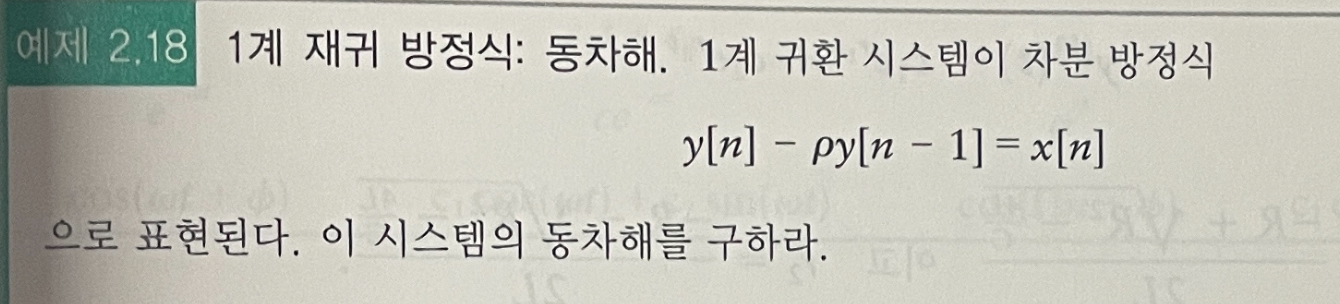 예제 2.18 1계 재귀 방정식: 동차해. 1계 귀환 시스템이 차분 방정식
y[n] − ρy[n − 1] = x[n]
으로 표현된다. 이 시스템의 동차해를 구하라.